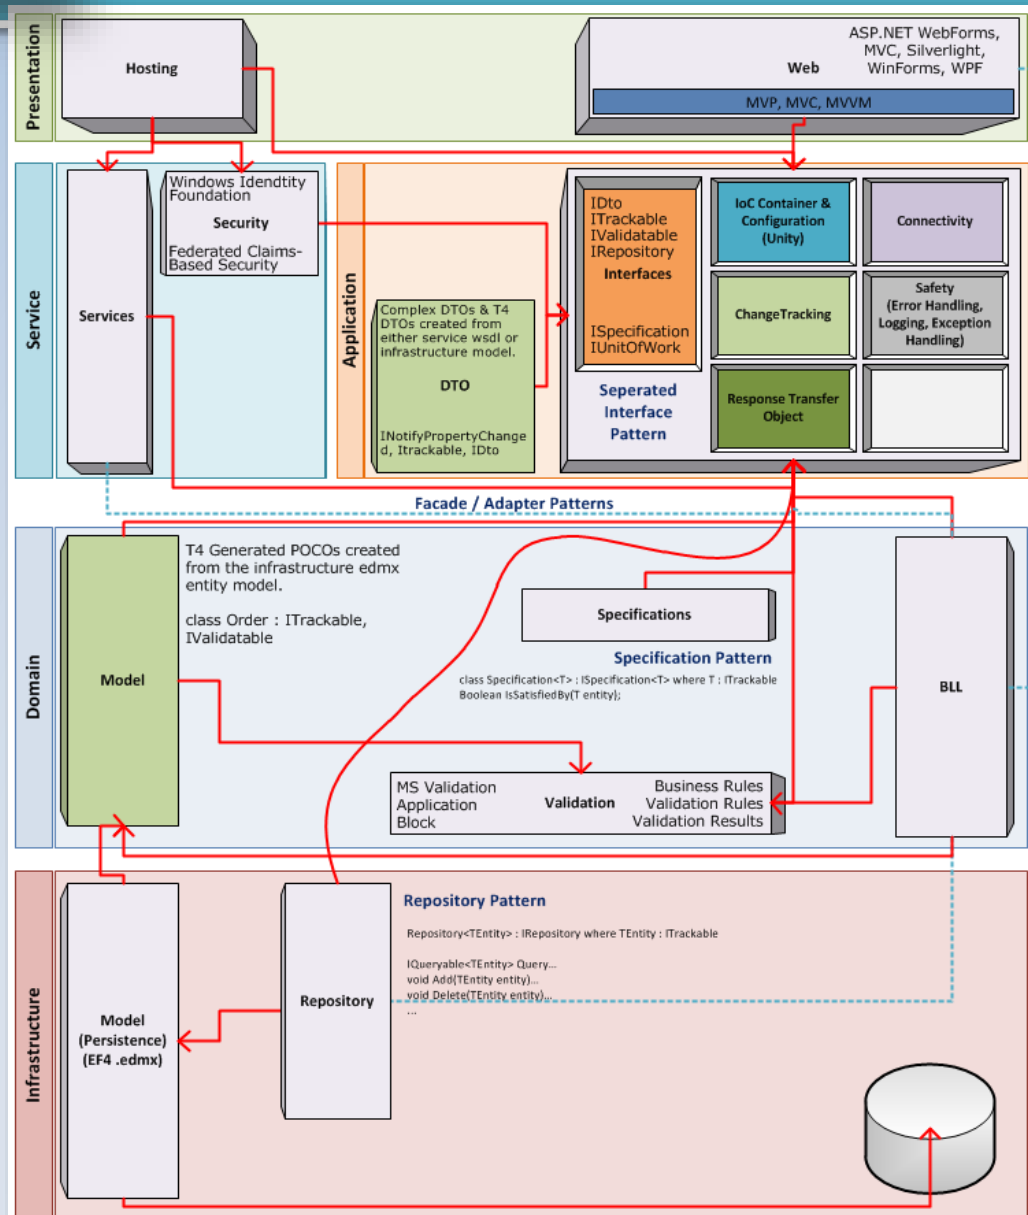 Presentation
Hosting
ASP.NET WebForms,
MVC, Silverlight,
WinForms, WPF
Web
MVP, MVC, MVVM
Service
Services
Windows Idendtity
Foundation
Security
Federated Claims-
Based Security
Application
Complex DTOs & T4
DTOs created from
either service wsdl or
infrastructure model.
DTO
INotifyPropertyChange
d, Itrackable, IDto
IDto
ITrackable
IValidatable
IRepository
Interfaces
ISpecification
IUnitOfWork
Seperated
Interface
Pattern
IoC Container &
Configuration
(Unity)
Connectivity
ChangeTracking
Safety
(Error Handling,
Logging, Exception
Handling)
Response Transfer
Object
Facade / Adapter Patterns
Domain
Model
T4 Generated POCOs created
from the infrastructure edmx
entity model.
class Order : ITrackable,
IValidatable
Specifications
Specification Pattern
class Specification<T> : ISpecification<T> where T : ITrackable
Boolean IsSatisfiedBy(T entity);
BLL
MS Validation
Application
Block
Validation
Business Rules
Validation Rules
Validation Results
Infrastructure
Model
(Persistence)
(EF4 .edmx)
Repository
Repository Pattern
Repository<TEntity> : IRepository where TEntity : ITrackable
IQueryable<TEntity> Query...
void Add(TEntity entity)...
void Delete(TEntity entity)...
...